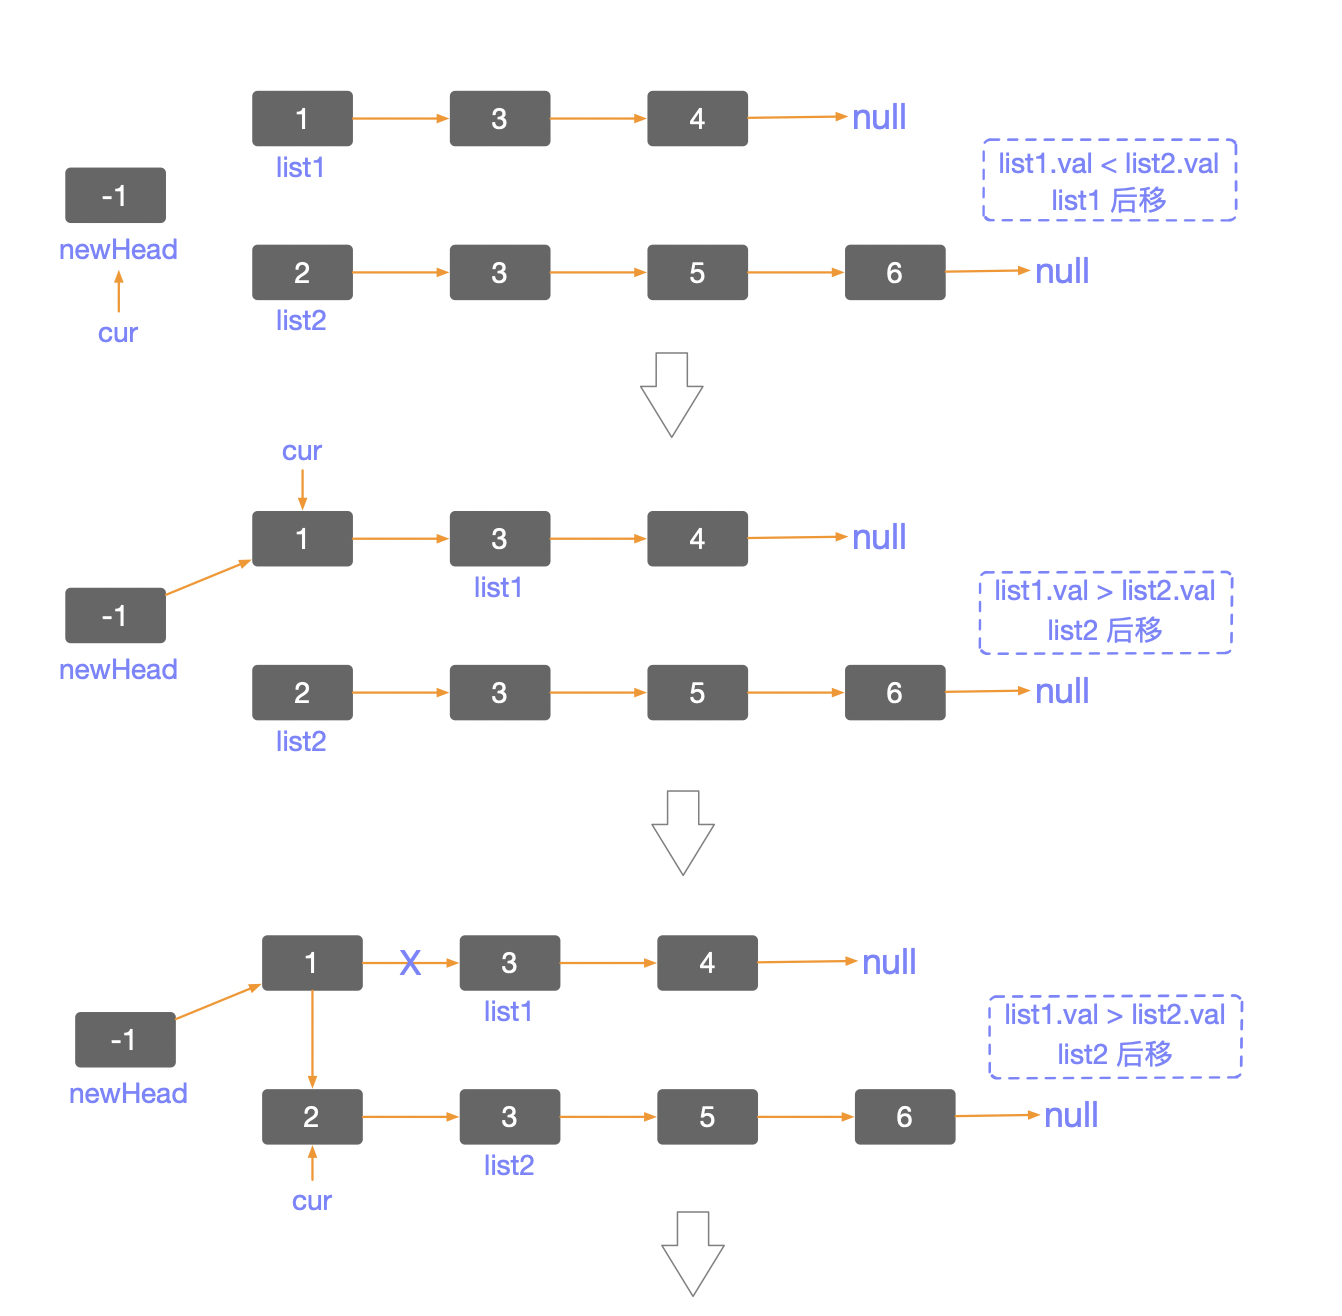 1 3 4 null
list1
list1.val < list2.val
list1 后移
-1
newHead
2 3 5 6 null
list2
cur
cur
1 3 4 null
list1
list1.val > list2.val
list2 后移
-1
newHead
2 3 5 6 null
list2
1 X 3 4 null
list1
list1.val > list2.val
list2 后移
-1
newHead
2 3 5 6 null
list2
cur